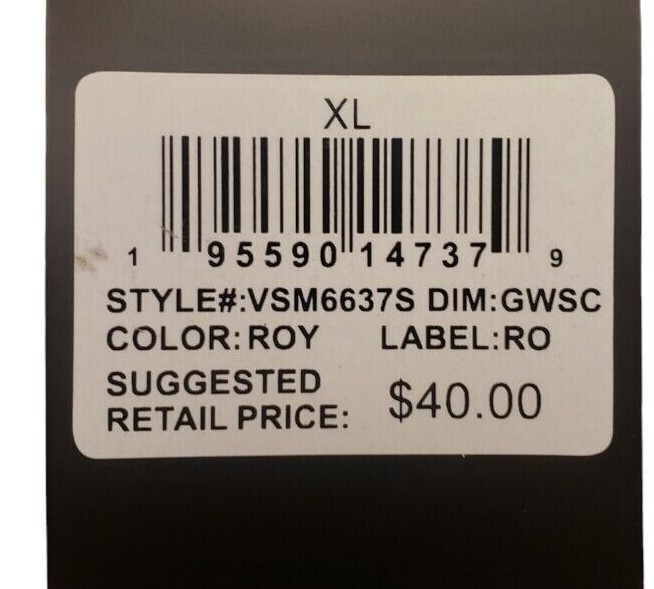 XL
1 95590 14737 9
STYLE#:VSM6637S DIM:GWSC
COLOR:ROY LABEL:RO
SUGGESTED
RETAIL PRICE: $40.00